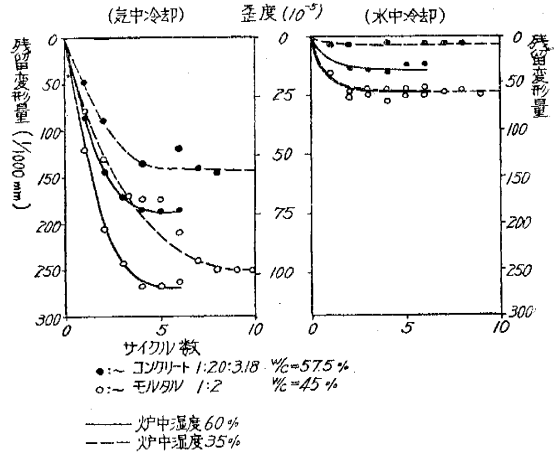 (気中冷却) 歪度(10⁻⁵) (水中冷却)
残留変形量 (1/1000 mm)
0
50
100
150
200
250
300
0 5 10
0
25
50
75
100
120
0 5 10
残留変形量
0
50
100
150
200
250
300
サイクル数
●:~ コンクリート 1:2.0:3.18 w/c=57.5%
○:~ モルタル 1:2 w/c=45%
—— 炉中湿度60%
--- 炉中湿度35%